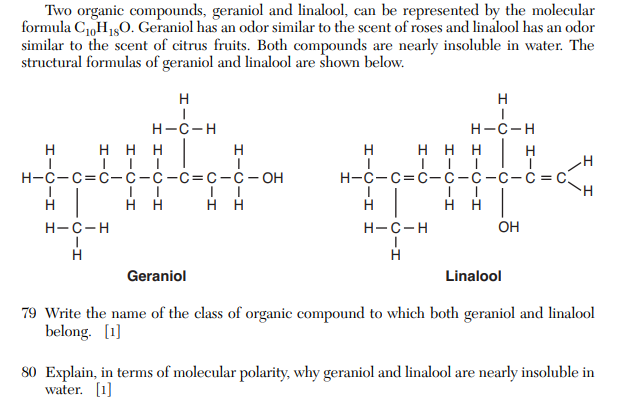 Two organic compounds, geraniol and linalool, can be represented by the molecular
formula C₁₀H₁₈O. Geraniol has an odor similar to the scent of roses and linalool has an odor
similar to the scent of citrus fruits. Both compounds are nearly insoluble in water. The
structural formulas of geraniol and linalool are shown below.
H H
H-C-H H-C-H
H H H H H H H H H H
H-C-C=C-C-C-C=C-C-OH H-C-C=C-C-C-C-C=C H
H H H H H H H H H
H-C-H H-C-H OH
H H
Geraniol Linalool
79 Write the name of the class of organic compound to which both geraniol and linalool
belong. [1]
80 Explain, in terms of molecular polarity, why geraniol and linalool are nearly insoluble in
water. [1]